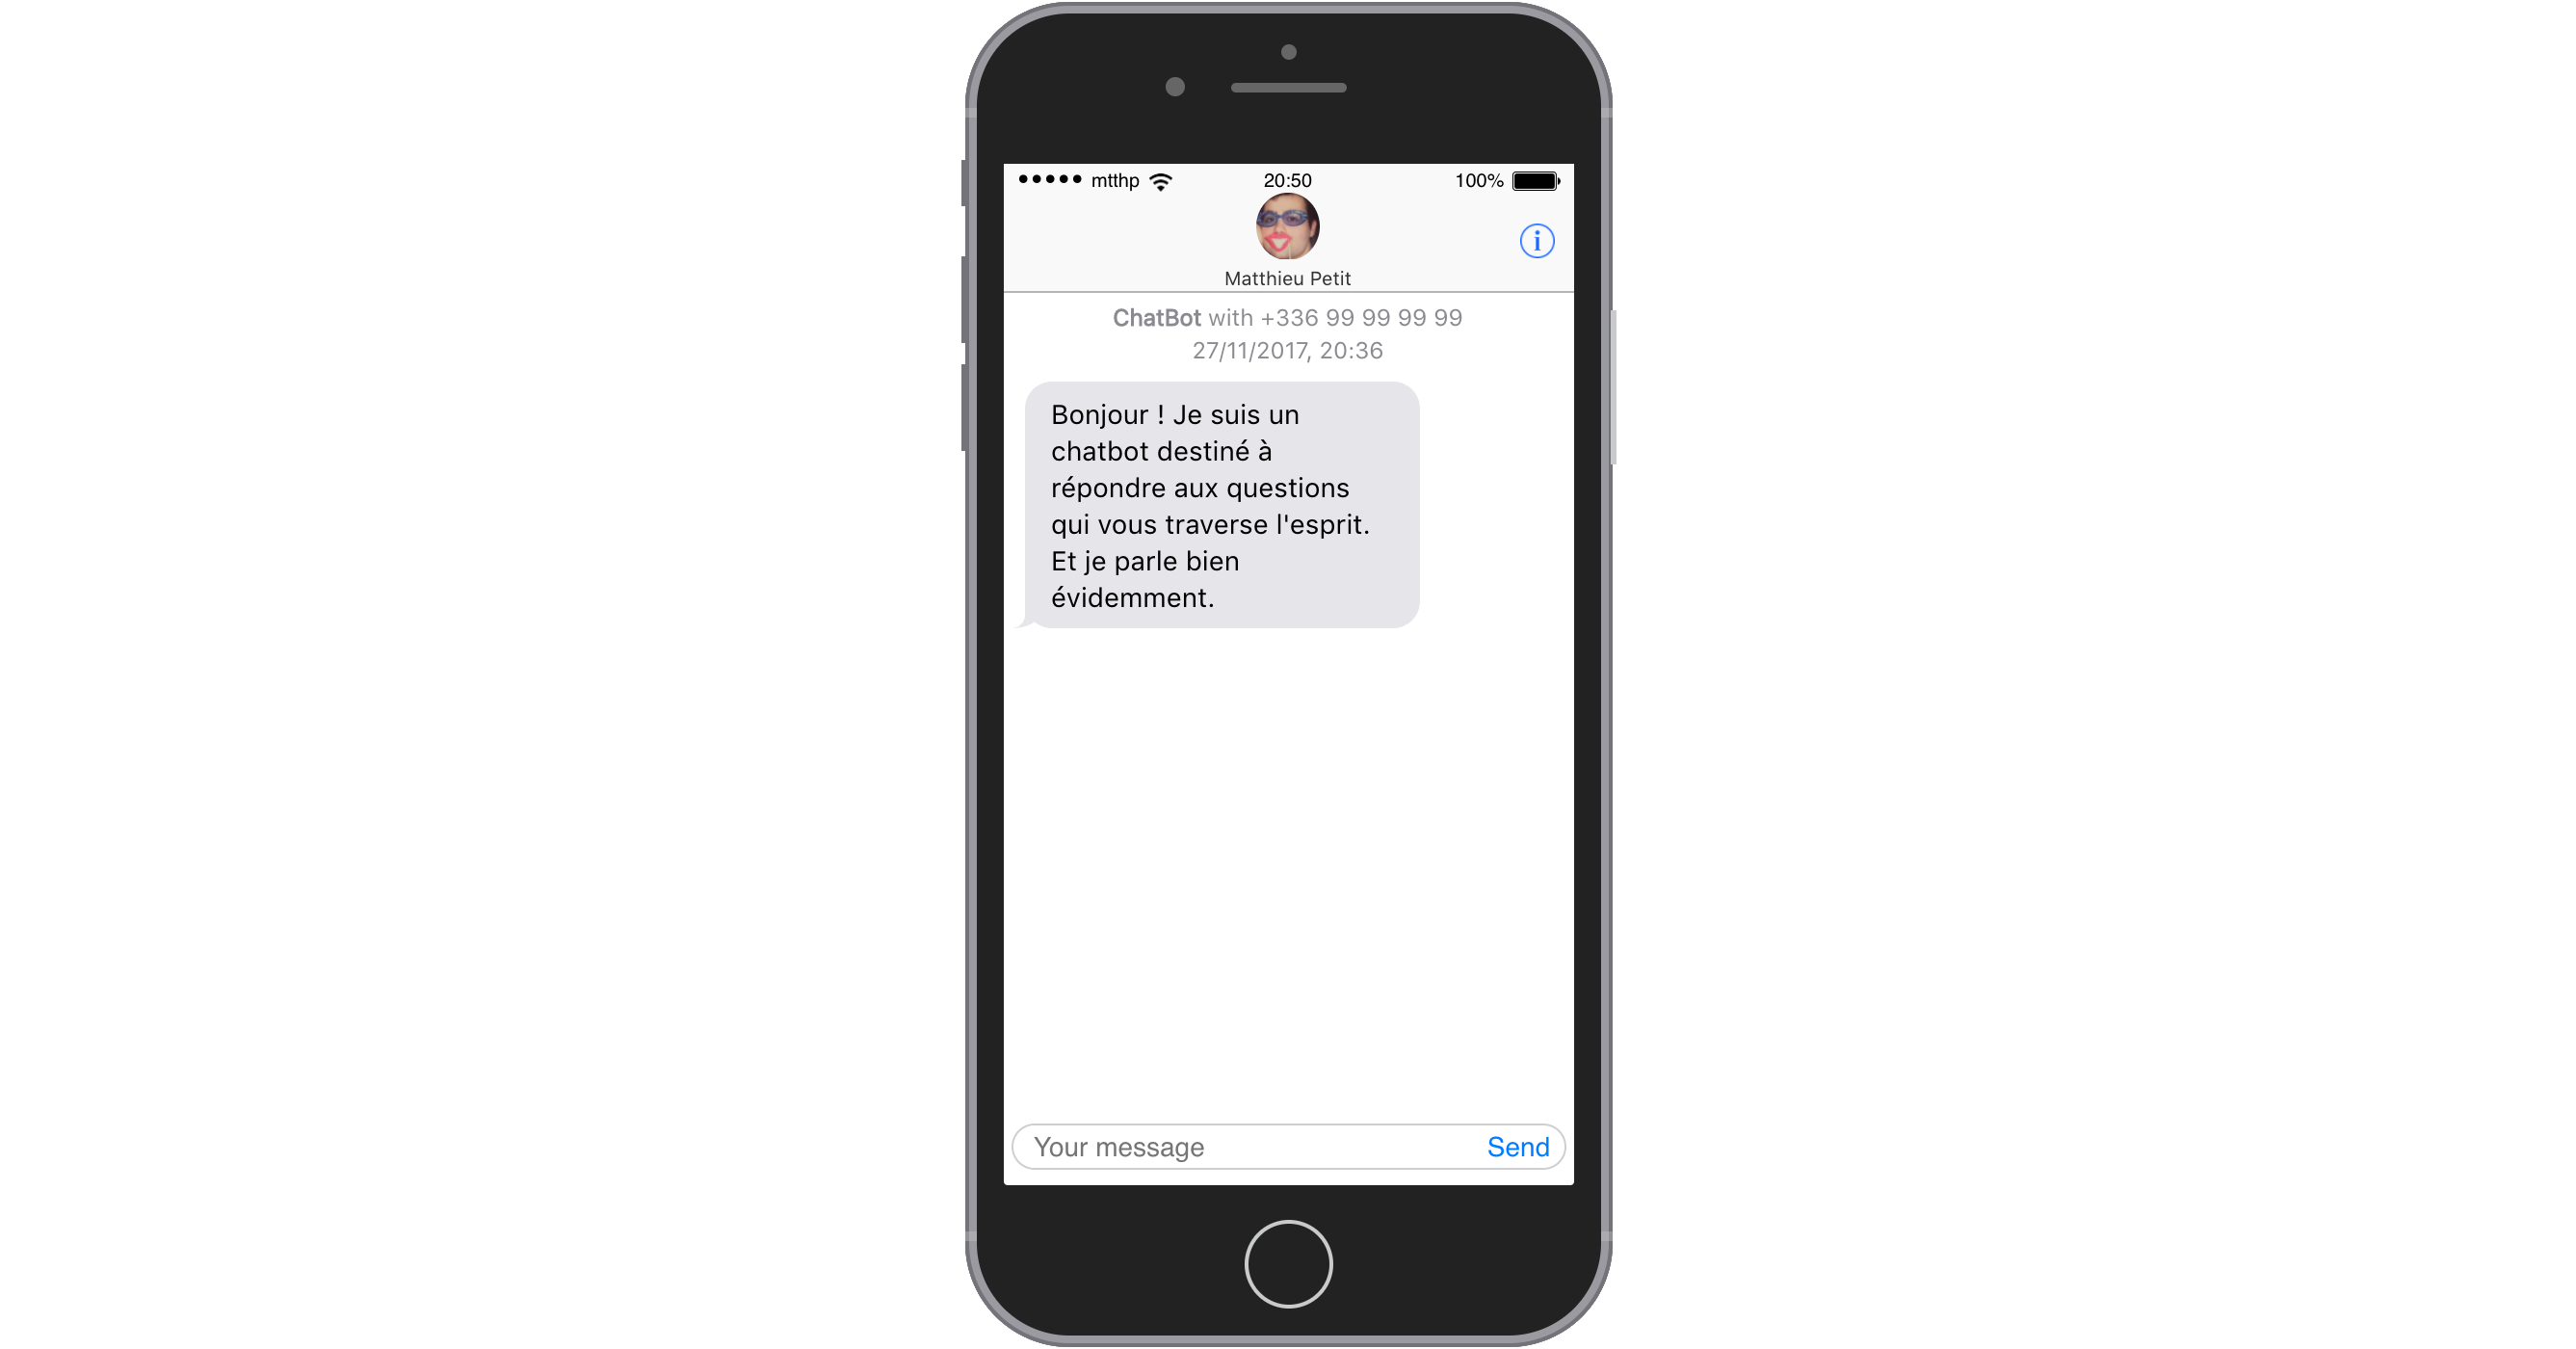 mtthp 20:50 100%
i
Matthieu Petit
ChatBot with +336 99 99 99 99
27/11/2017, 20:36
Bonjour ! Je suis un
chatbot destiné à
répondre aux questions
qui vous traverse l'esprit.
Et je parle bien
évidemment.
Your message Send